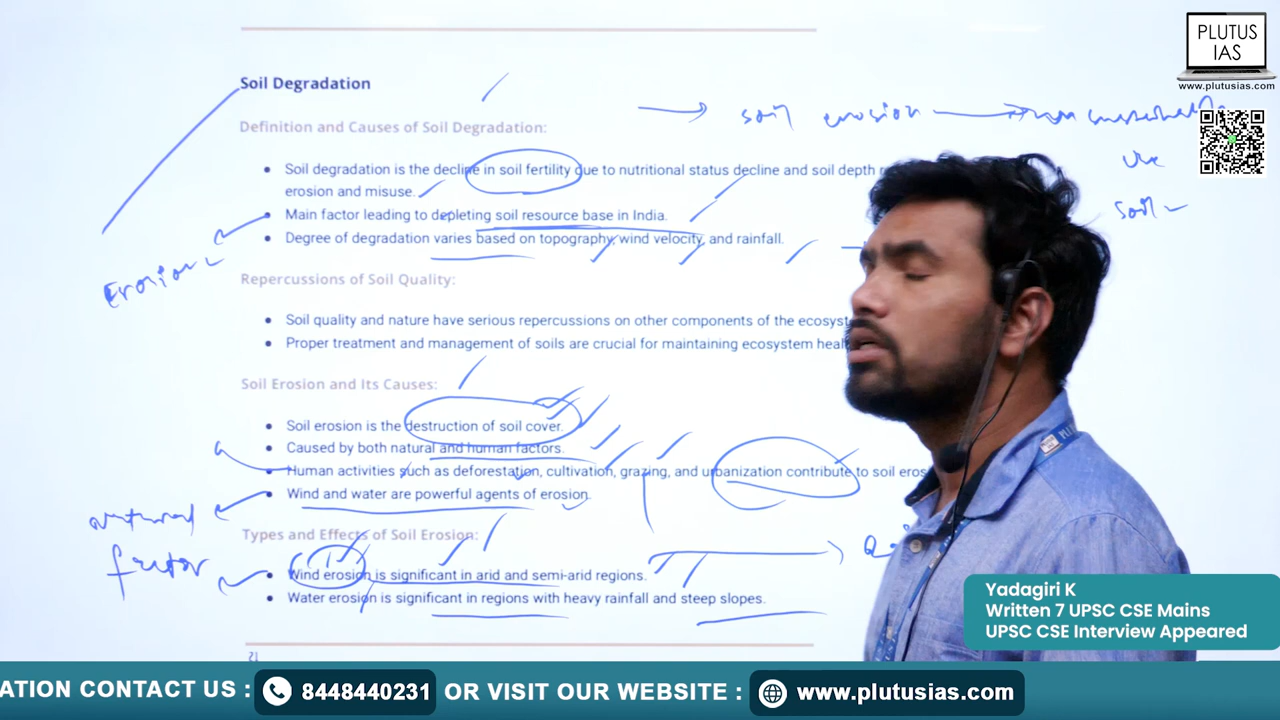 PLUTUS
IAS
www.plutusias.com
Soil Degradation
soil erosion
Definition and Causes of Soil Degradation:
Soil degradation is the decline in soil fertility due to nutritional status decline and soil depth
use
erosion and misuse.
soil
Main factor leading to depleting soil resource base in India.
Degree of degradation varies based on topography, wind velocity, and rainfall.
Erosion
Repercussions of Soil Quality:
Soil quality and nature have serious repercussions on other components of the ecosyst
Proper treatment and management of soils are crucial for maintaining ecosystem heal
Soil Erosion and Its Causes:
Soil erosion is the destruction of soil cover.
Caused by both natural and human factors.
Human activities such as deforestation, cultivation, grazing, and urbanization contribute to soil eros
Wind and water are powerful agents of erosion.
natural
factor
Types and Effects of Soil Erosion:
Wind erosion is significant in arid and semi-arid regions.
Water erosion is significant in regions with heavy rainfall and steep slopes.
21
Yadagiri K
Written 7 UPSC CSE Mains
UPSC CSE Interview Appeared
ATION CONTACT US : 8448440231 OR VISIT OUR WEBSITE : www.plutusias.com